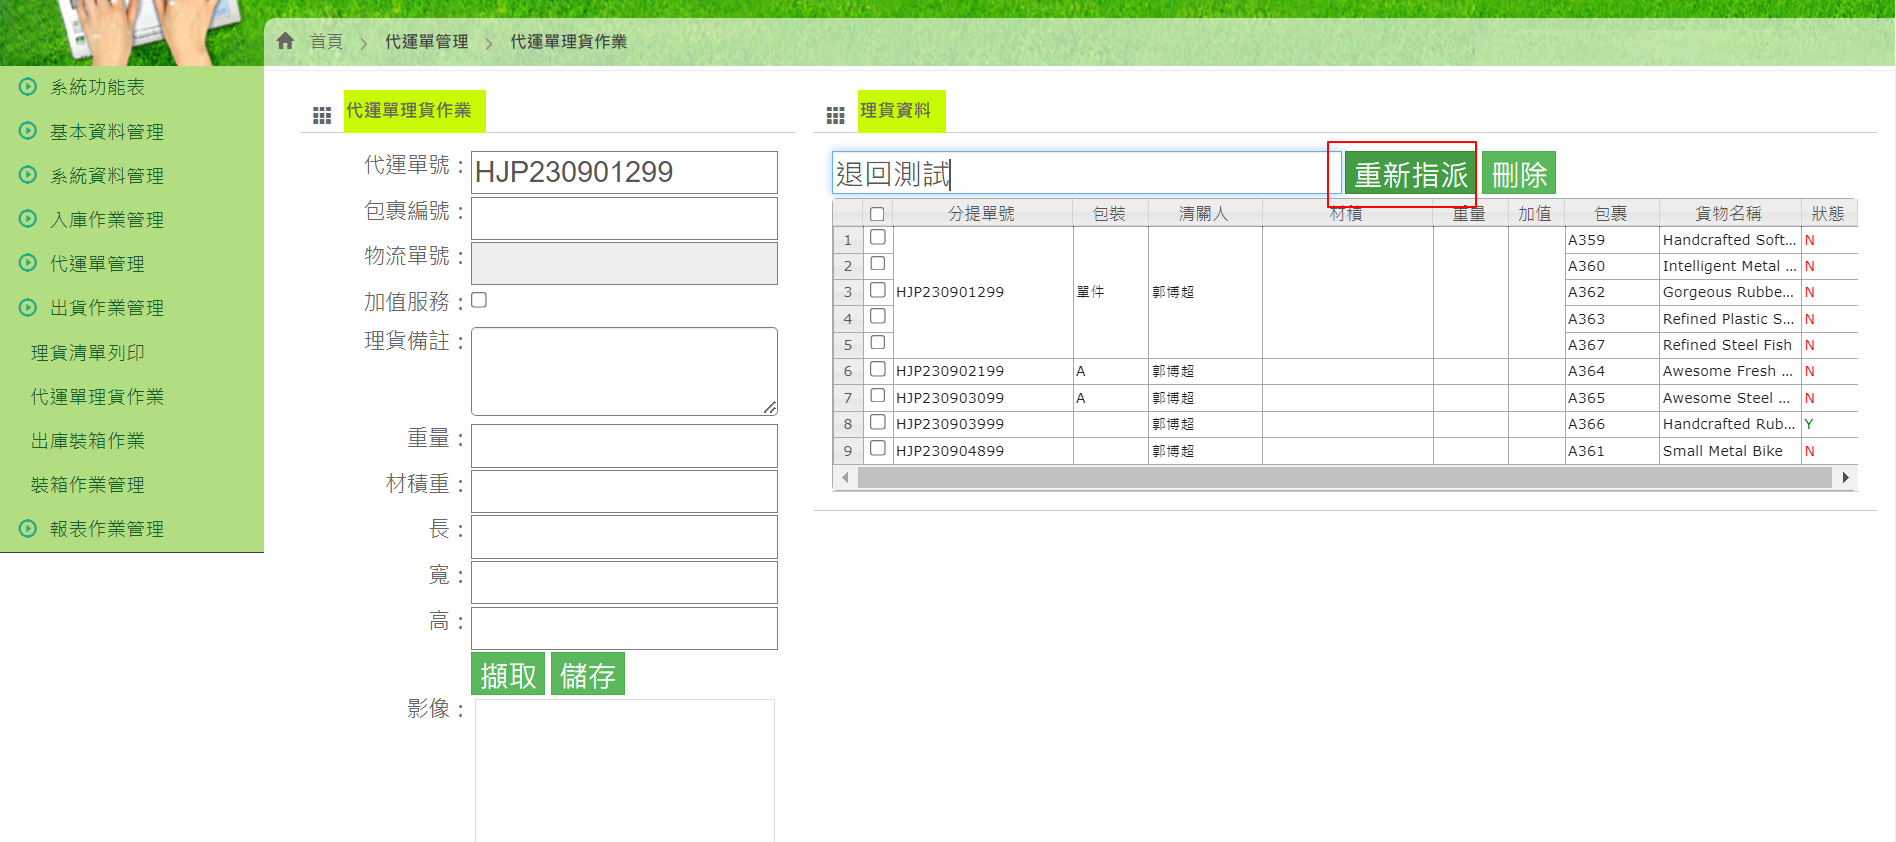 首頁 > 代運單管理 > 代運單理貨作業
系統功能表
基本資料管理
系統資料管理
入庫作業管理
代運單管理
出貨作業管理
理貨清單列印
代運單理貨作業
出庫裝箱作業
裝箱作業管理
報表作業管理
代運單理貨作業
代運單號： HJP230901299
包裹編號：
物流單號：
加值服務：
理貨備註：
重量：
材積重：
長：
寬：
高：
擷取 儲存
影像：
理貨資料
退回測試 重新指派 刪除
分提單號 包裝 清關人 材積 重量 加值 包裹 貨物名稱 狀態
1 A359 Handcrafted Soft... N
2 A360 Intelligent Metal ... N
3 HJP230901299 單件 郭博超 A362 Gorgeous Rubbe... N
4 A363 Refined Plastic S... N
5 A367 Refined Steel Fish N
6 HJP230902199 A 郭博超 A364 Awesome Fresh ... N
7 HJP230903099 A 郭博超 A365 Awesome Steel ... N
8 HJP230903999 郭博超 A366 Handcrafted Rub... Y
9 HJP230904899 郭博超 A361 Small Metal Bike N